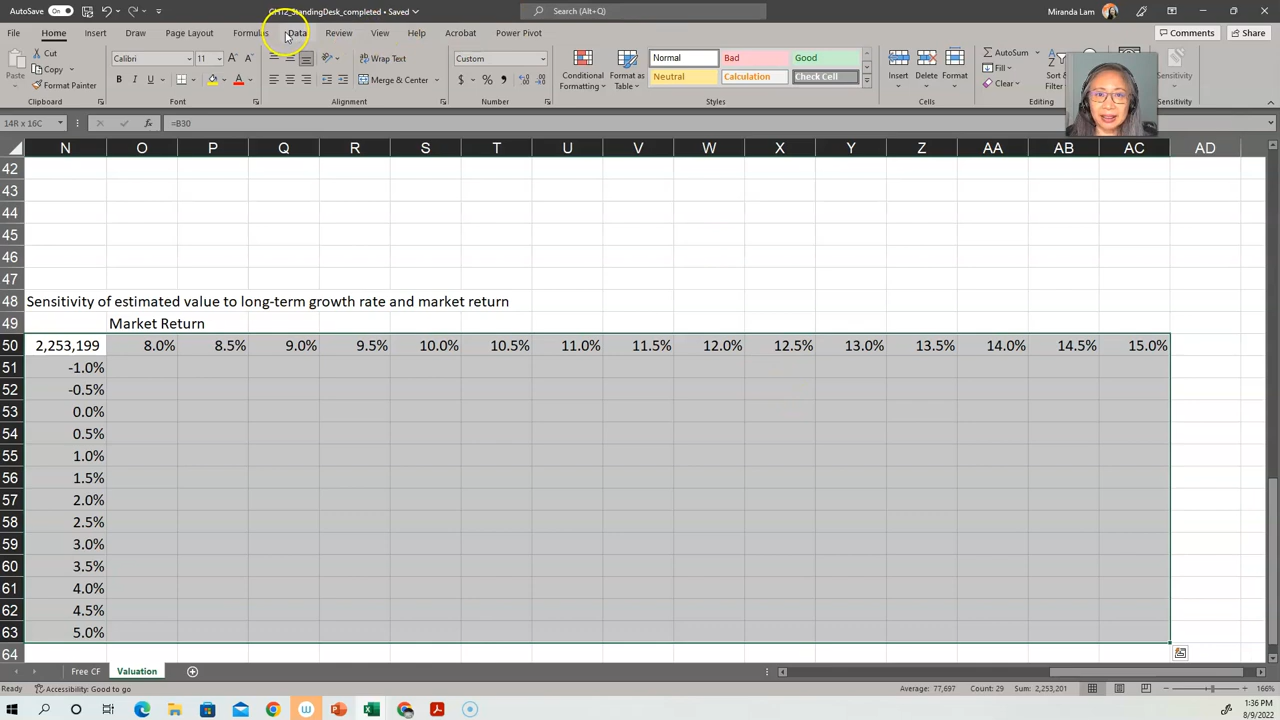 AutoSave On CH12_StandingDesk_completed • Saved Search (Alt+Q) Miranda Lam
File Home Insert Draw Page Layout Formulas Data Review View Help Acrobat Power Pivot Comments Share
Paste Cut Calibri 11 Wrap Text Custom Conditional Formatting Format as Table Normal Bad Good Insert Delete Format AutoSum Sensitivity
Copy Fill
Format Painter B I U A Merge & Center $ % Neutral Calculation Check Cell Clear
Clipboard Font Alignment Number Styles Cells Editing
14R x 16C fx =B30
N O P Q R S T U V W X Y Z AA AB AC AD
42
43
44
45
46
47
48 Sensitivity of estimated value to long-term growth rate and market return
49 Market Return
50 2,253,199 8.0% 8.5% 9.0% 9.5% 10.0% 10.5% 11.0% 11.5% 12.0% 12.5% 13.0% 13.5% 14.0% 14.5% 15.0%
51 -1.0%
52 -0.5%
53 0.0%
54 0.5%
55 1.0%
56 1.5%
57 2.0%
58 2.5%
59 3.0%
60 3.5%
61 4.0%
62 4.5%
63 5.0%
64
Free CF Valuation
Ready Accessibility: Good to go Average: 77,697 Count: 29 Sum: 2,253,201 166%
1:36 PM
8/9/2022